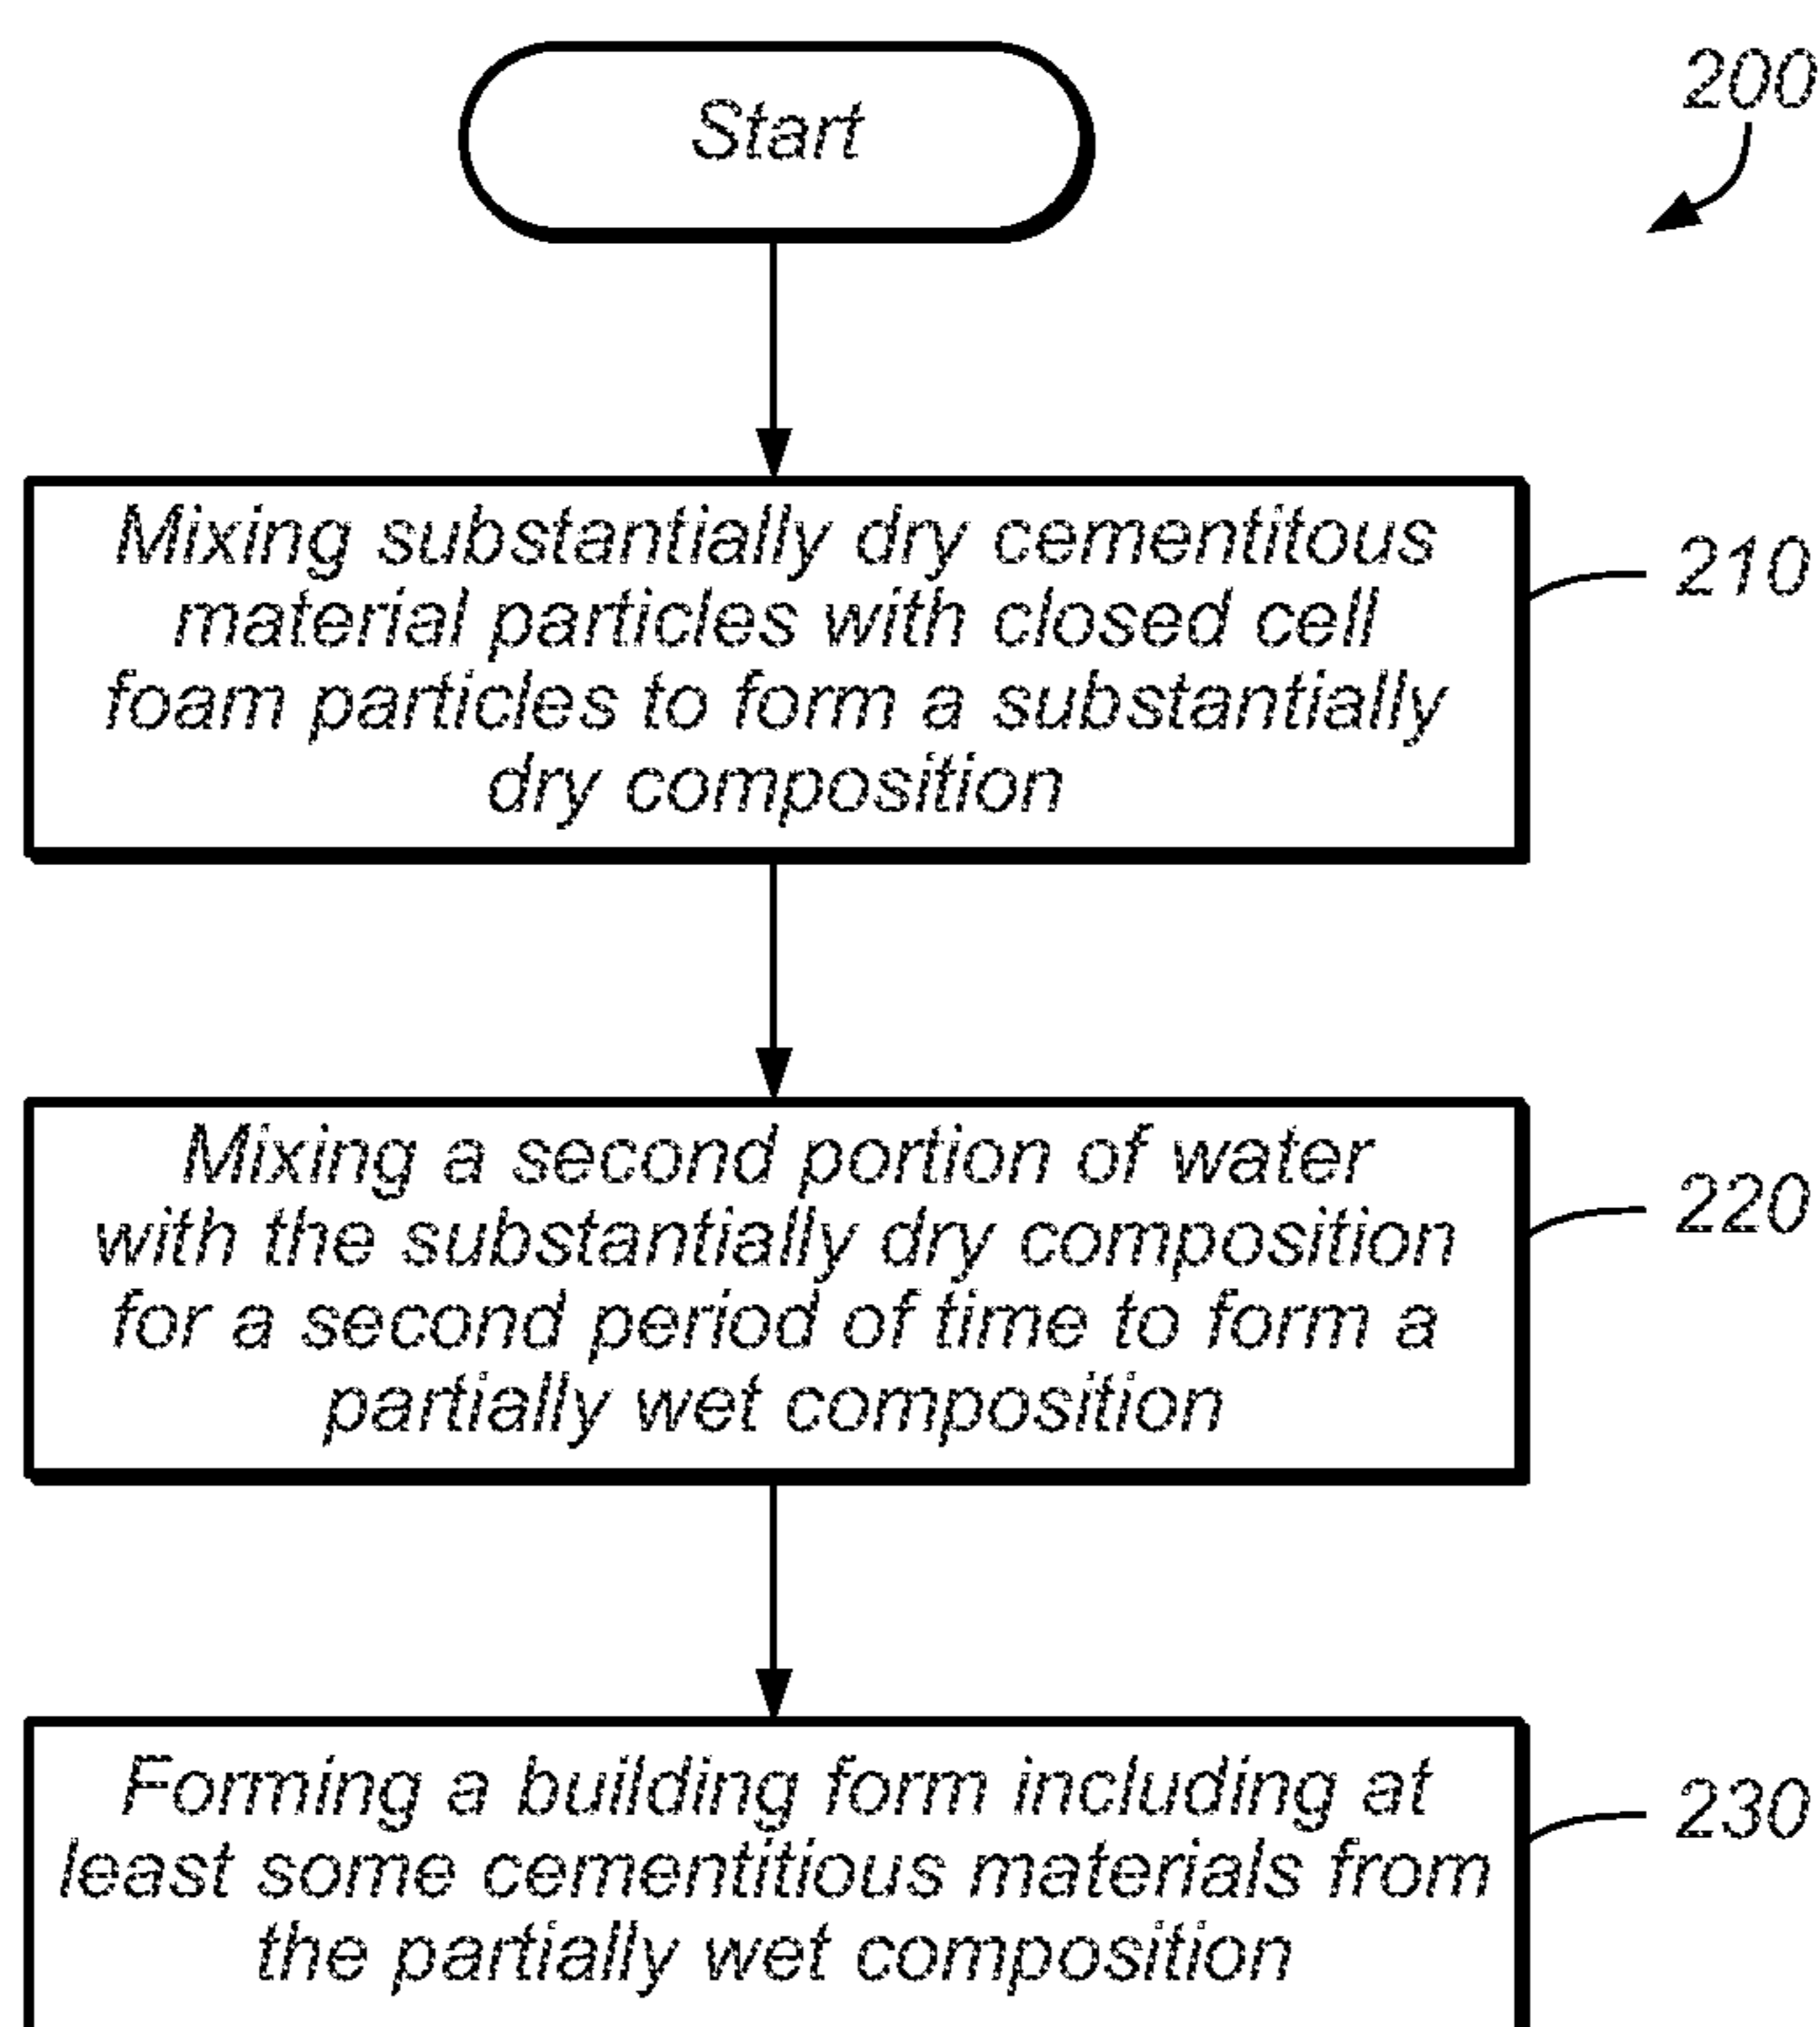 Start
200
Mixing substantially dry cementitous
material particles with closed cell
foam particles to form a substantially
dry composition
210
Mixing a second portion of water
with the substantially dry composition
for a second period of time to form a
partially wet composition
220
Forming a building form including at
least some cementitious materials from
the partially wet composition
230